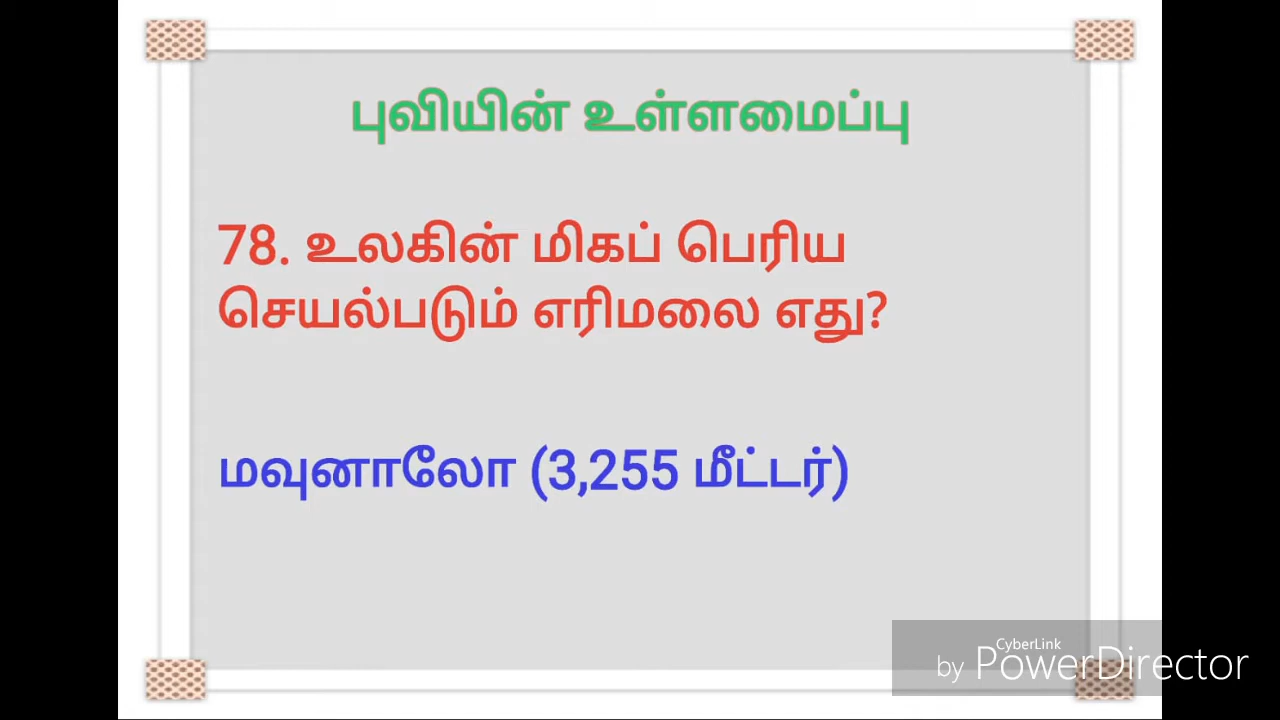 புவியின் உள்ளமைப்பு
78. உலகின் மிகப் பெரிய
செயல்படும் எரிமலை எது?
மவுனாலோ (3,255 மீட்டர்)
CyberLink
by PowerDirector